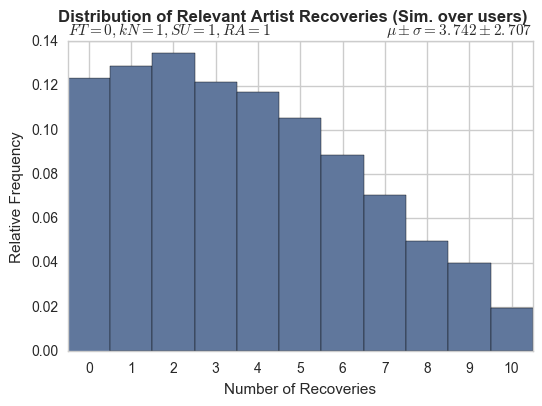 Distribution of Relevant Artist Recoveries (Sim. over users)
FT = 0, kN = 1, SU = 1, RA = 1 μ ± σ = 3.742 ± 2.707
0.14
0.12
0.10
0.08
0.06
0.04
0.02
0.00
Relative Frequency
0 1 2 3 4 5 6 7 8 9 10
Number of Recoveries